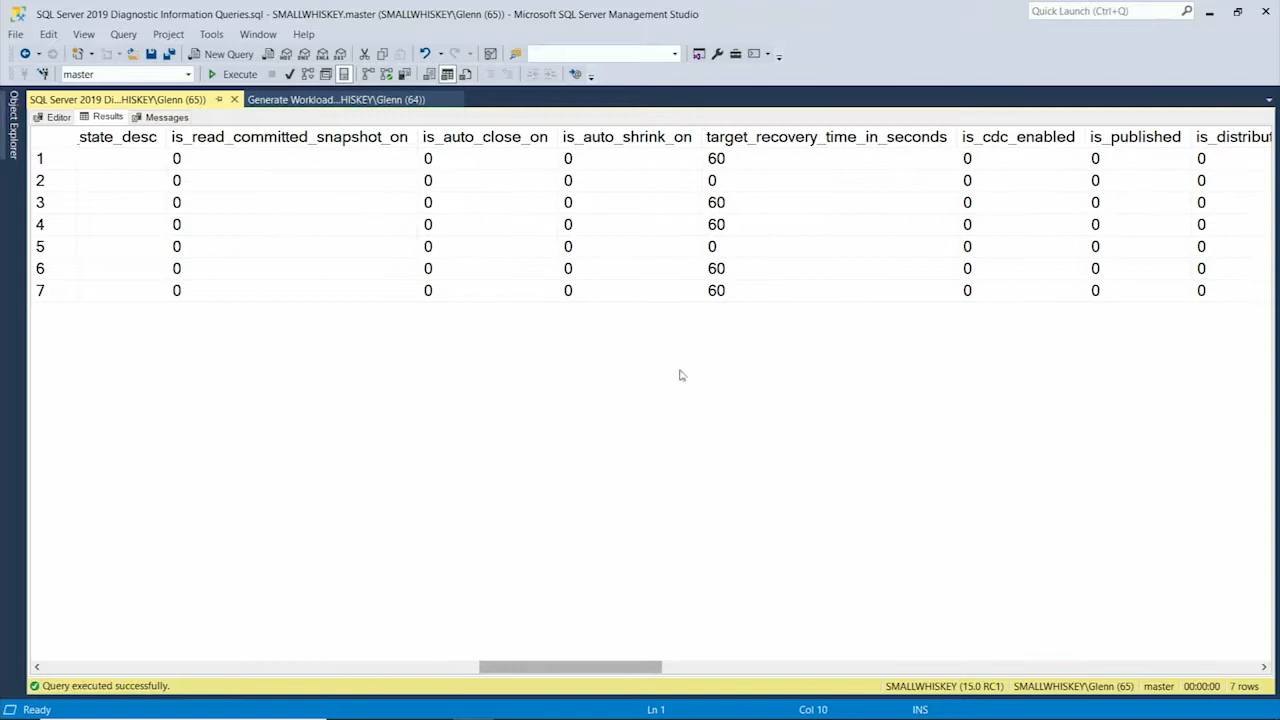 SQL Server 2019 Diagnostic Information Queries.sql - SMALLWHISKEY.master (SMALLWHISKEY\Glenn (65)) - Microsoft SQL Server Management Studio
Quick Launch (Ctrl+Q)
File Edit View Query Project Tools Window Help
New Query
master Execute
SQL Server 2019 Di...HISKEY\Glenn (65)) Generate Workload...HISKEY\Glenn (64))
Object Explorer
Editor Results Messages
_state_desc is_read_committed_snapshot_on is_auto_close_on is_auto_shrink_on target_recovery_time_in_seconds is_cdc_enabled is_published is_distribut
1 0 0 0 60 0 0 0
2 0 0 0 0 0 0 0
3 0 0 0 60 0 0 0
4 0 0 0 60 0 0 0
5 0 0 0 0 0 0 0
6 0 0 0 60 0 0 0
7 0 0 0 60 0 0 0
Query executed successfully. SMALLWHISKEY (15.0 RC1) SMALLWHISKEY\Glenn (65) master 00:00:00 7 rows
Ready Ln 1 Col 10 INS